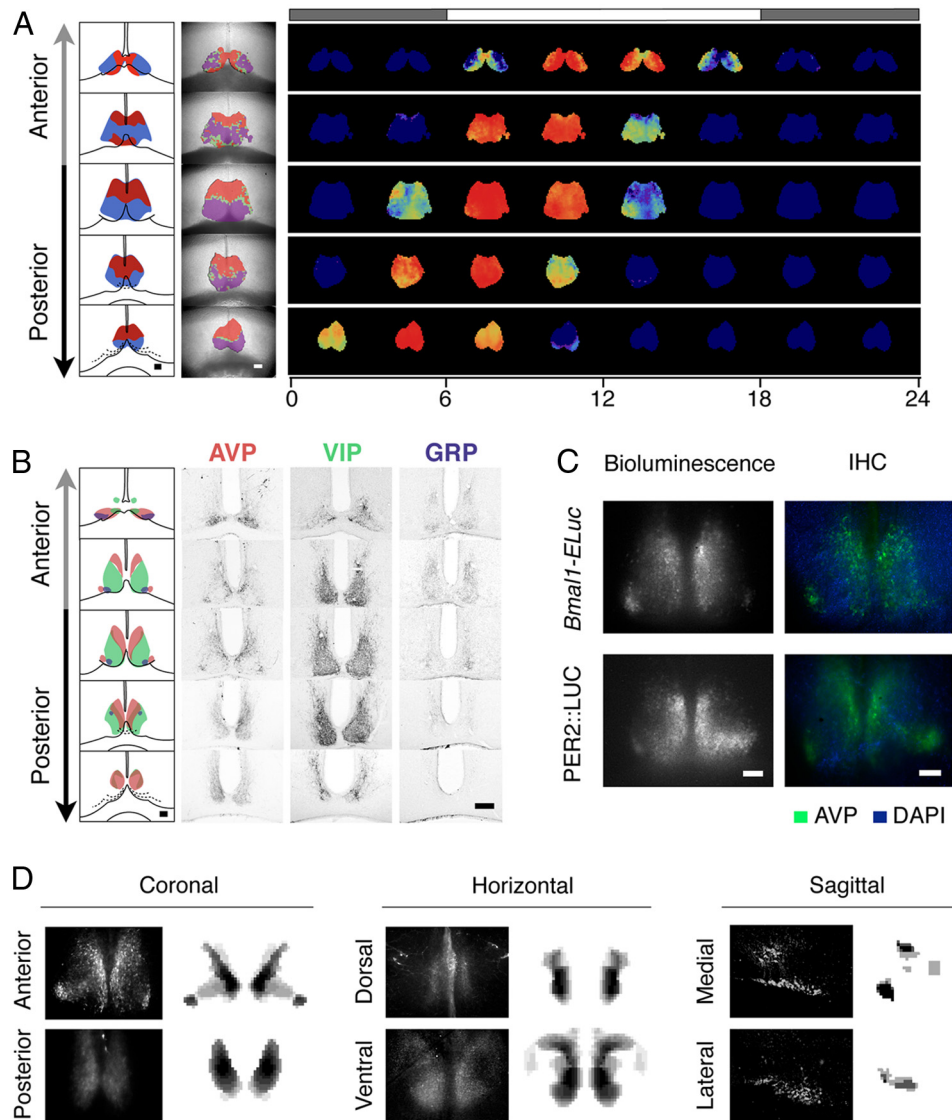 A
Anterior
Posterior
0 6 12 18 24
B
AVP VIP GRP
Anterior
Posterior
C
Bioluminescence IHC
Bmal1-ELuc
PER2::LUC
AVP DAPI
D
Coronal Horizontal Sagittal
Anterior Dorsal Medial
Posterior Ventral Lateral